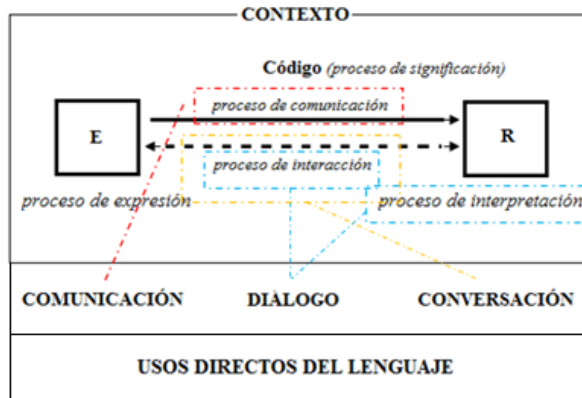 CONTEXTO
Código (proceso de significación)
proceso de comunicación
E
R
proceso de interacción
proceso de expresión
proceso de interpretación
COMUNICACIÓN
DIÁLOGO
CONVERSACIÓN
USOS DIRECTOS DEL LENGUAJE